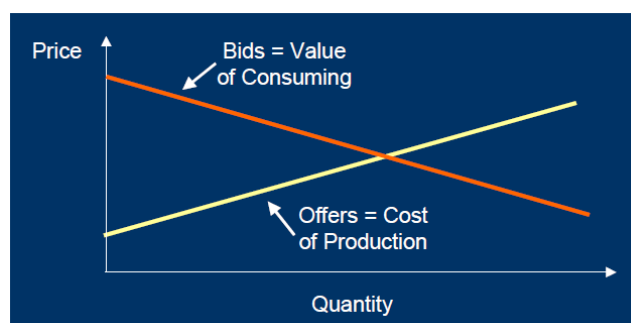 Price
Bids = Value
of Consuming
Offers = Cost
of Production
Quantity